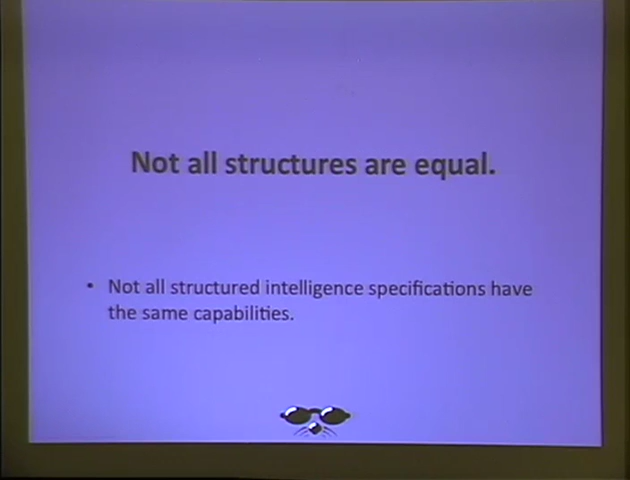 Not all structures are equal.
• Not all structured intelligence specifications have
the same capabilities.